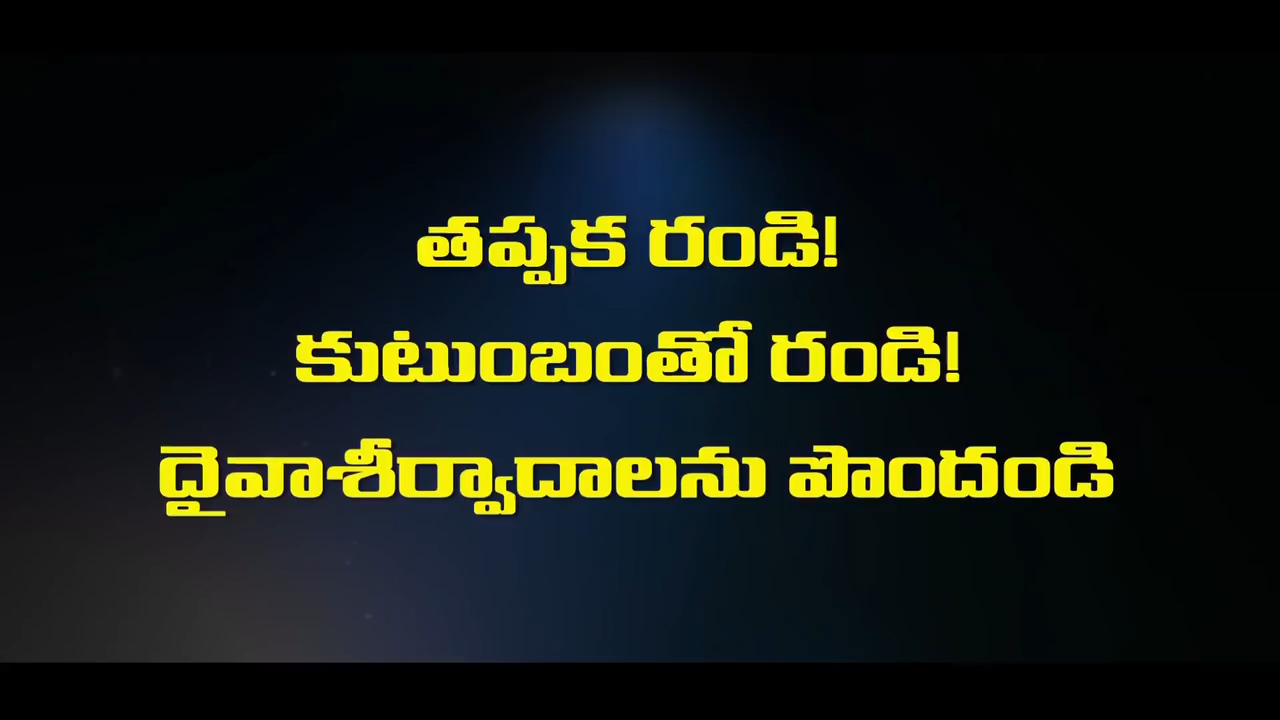 తప్పక రండి!
కుటుంబంతో రండి!
దైవాశీర్వాదాలను పొందండి